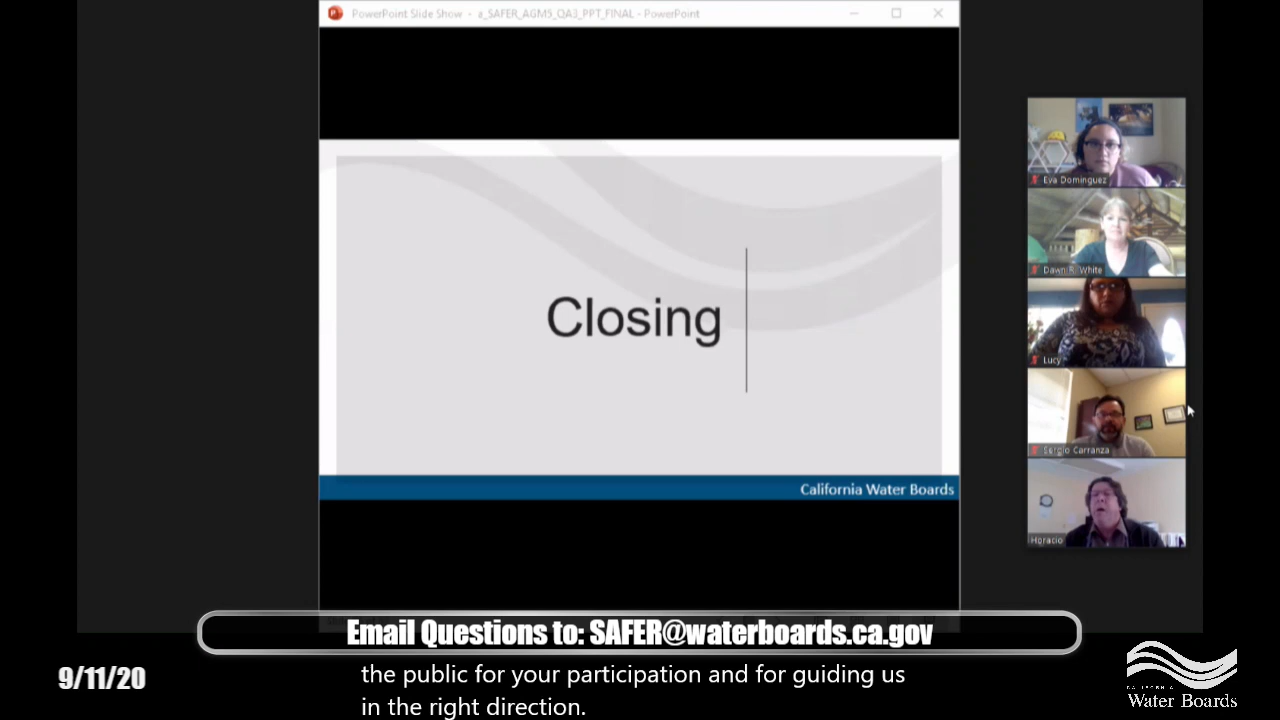 PowerPoint Slide Show - a_SAFER_AGM5_QA3_PPT_FINAL - PowerPoint
Eva Dominguez
Dawn R. White
Lucy
Closing
Sergio Carranza
California Water Boards
Horacio
Email Questions to: SAFER@waterboards.ca.gov
9/11/20
the public for your participation and for guiding us
in the right direction.
CALIFORNIA
Water Boards